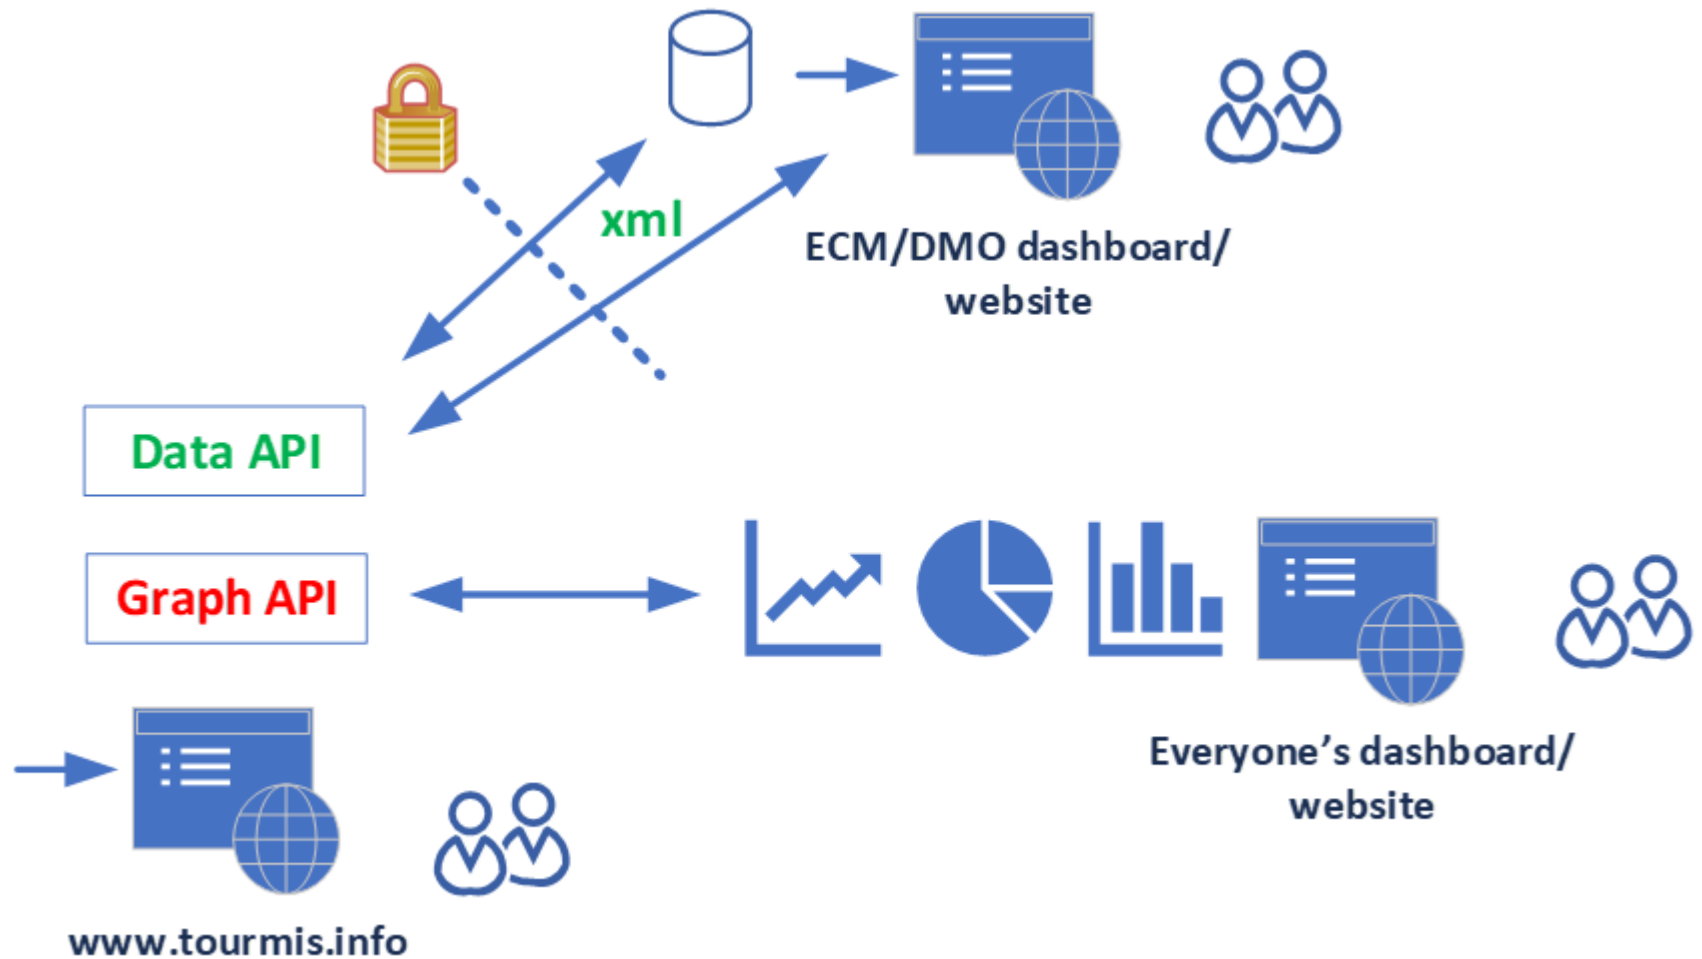 xml
ECM/DMO dashboard/
website
Data API
Graph API
Everyone’s dashboard/
website
www.tourmis.info